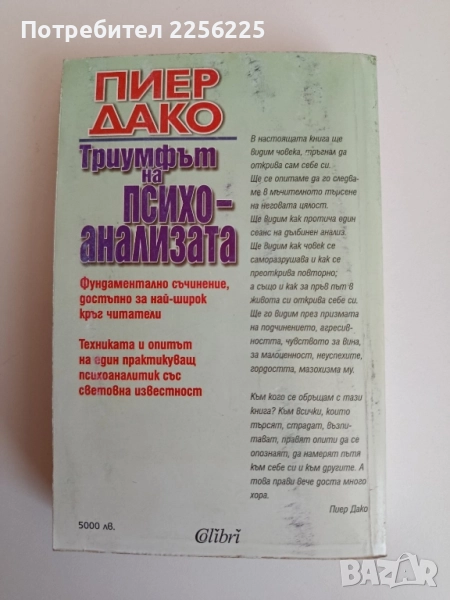 Потребител 2256225
ПИЕР
ДАКО
Триумфът
на
ПСИХО-
анализата
Фундаментално съчинение,
достъпно за най-широк
кръг читатели
Техниката и опитът
на един практикуващ
психоаналитик със
световна известност
В настоящата книга ще
видим човека, тръгнал да
открива сам себе си.
Ще се опитаме да го следва-
ме в мъчителното търсене
на неговата цялост.
Ще видим как протича един
сеанс на дълбинен анализ.
Ще видим как човек се
саморазрушава и как се
преоткрива повторно;
а също и как за пръв път в
живота си открива себе си.
Ще го видим през призмата
на подчинението, агресив-
ността, чувството за вина,
за малоценност, неуспехите,
гордостта, мазохизма му.
Към кого се обръщам с тази
книга? Към всички, които
търсят, страдат, възпи-
тават, правят опити да се
опознаят, да намерят пътя
към себе си и към другите. А
това прави вече доста много
хора.
Пиер Дако
5000 лв.
Colibri
BAZAR